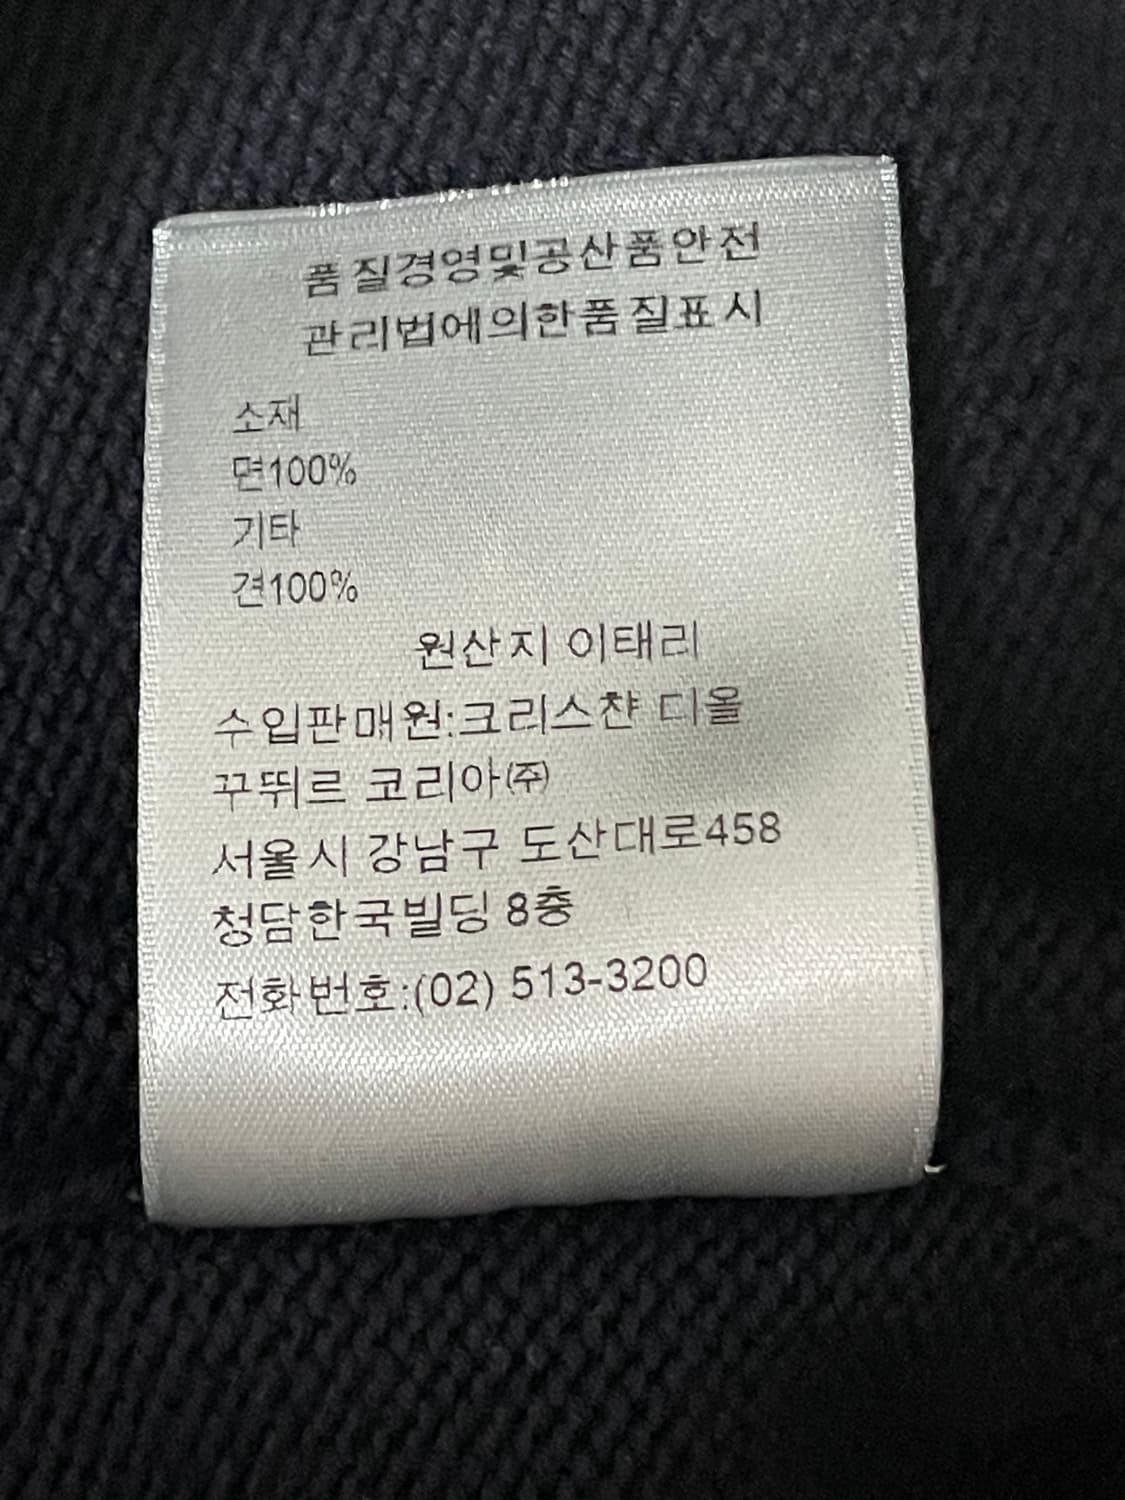 품질경영및공산품안전
관리법에의한품질표시
소재
면100%
기타
견100%
원산지 이태리
수입판매원:크리스챤 디올
꾸뛰르 코리아㈜
서울시 강남구 도산대로458
청담한국빌딩 8층
전화번호:(02) 513-3200